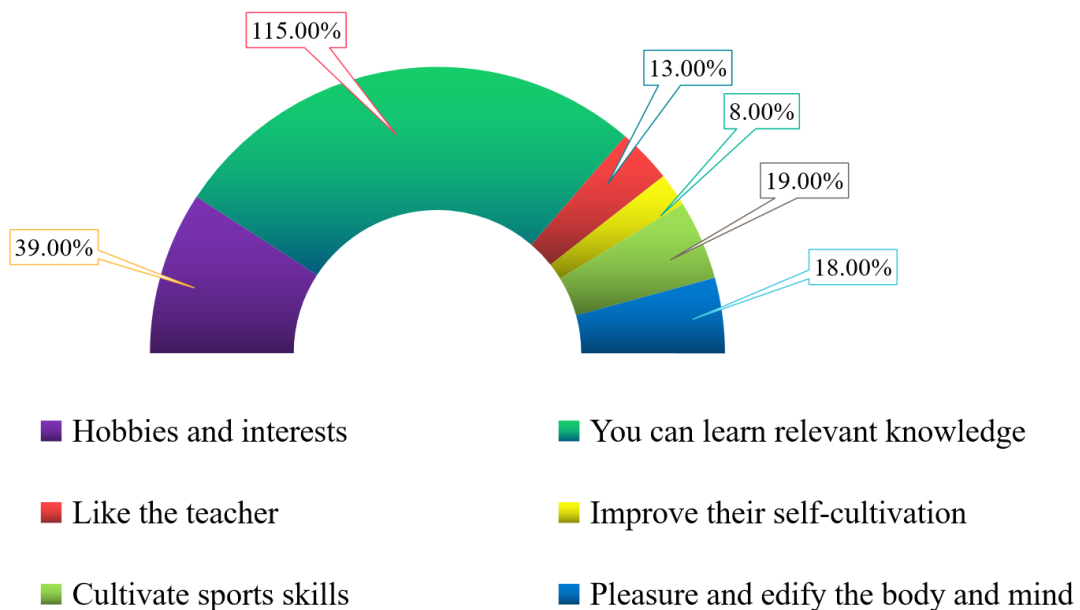 115.00%
13.00%
8.00%
19.00%
39.00%
18.00%
Hobbies and interests
You can learn relevant knowledge
Like the teacher
Improve their self-cultivation
Cultivate sports skills
Pleasure and edify the body and mind